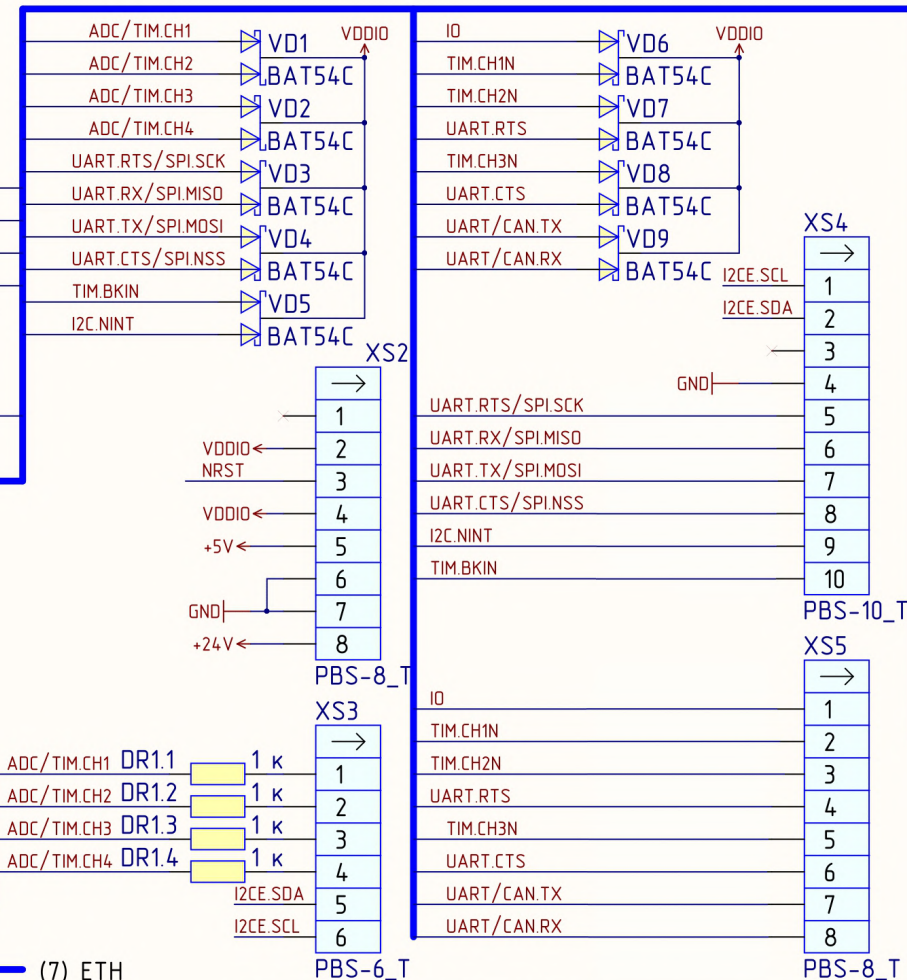 ADC/TIM.CH1
VD1
VDDIO
ADC/TIM.CH2
BAT54C
ADC/TIM.CH3
VD2
ADC/TIM.CH4
BAT54C
UART.RTS/SPI.SCK
VD3
UART.RX/SPI.MISO
BAT54C
UART.TX/SPI.MOSI
VD4
UART.CTS/SPI.NSS
BAT54C
TIM.BKIN
VD5
I2C.NINT
BAT54C
IO
VD6
VDDIO
TIM.CH1N
BAT54C
TIM.CH2N
VD7
UART.RTS
BAT54C
TIM.CH3N
VD8
UART.CTS
BAT54C
UART/CAN.TX
VD9
UART/CAN.RX
BAT54C
XS2
1
VDDIO 2
NRST 3
VDDIO 4
+5V 5
6
GND 7
+24V 8
PBS-8_T
XS4
I2CE.SCL 1
I2CE.SDA 2
3
GND 4
UART.RTS/SPI.SCK 5
UART.RX/SPI.MISO 6
UART.TX/SPI.MOSI 7
UART.CTS/SPI.NSS 8
I2C.NINT 9
TIM.BKIN 10
PBS-10_T
XS3
ADC/TIM.CH1 DR1.1 1 к 1
ADC/TIM.CH2 DR1.2 1 к 2
ADC/TIM.CH3 DR1.3 1 к 3
ADC/TIM.CH4 DR1.4 1 к 4
I2CE.SDA 5
I2CE.SCL 6
PBS-6_T
XS5
IO 1
TIM.CH1N 2
TIM.CH2N 3
UART.RTS 4
TIM.CH3N 5
UART.CTS 6
UART/CAN.TX 7
UART/CAN.RX 8
PBS-8_T
(7) ETH